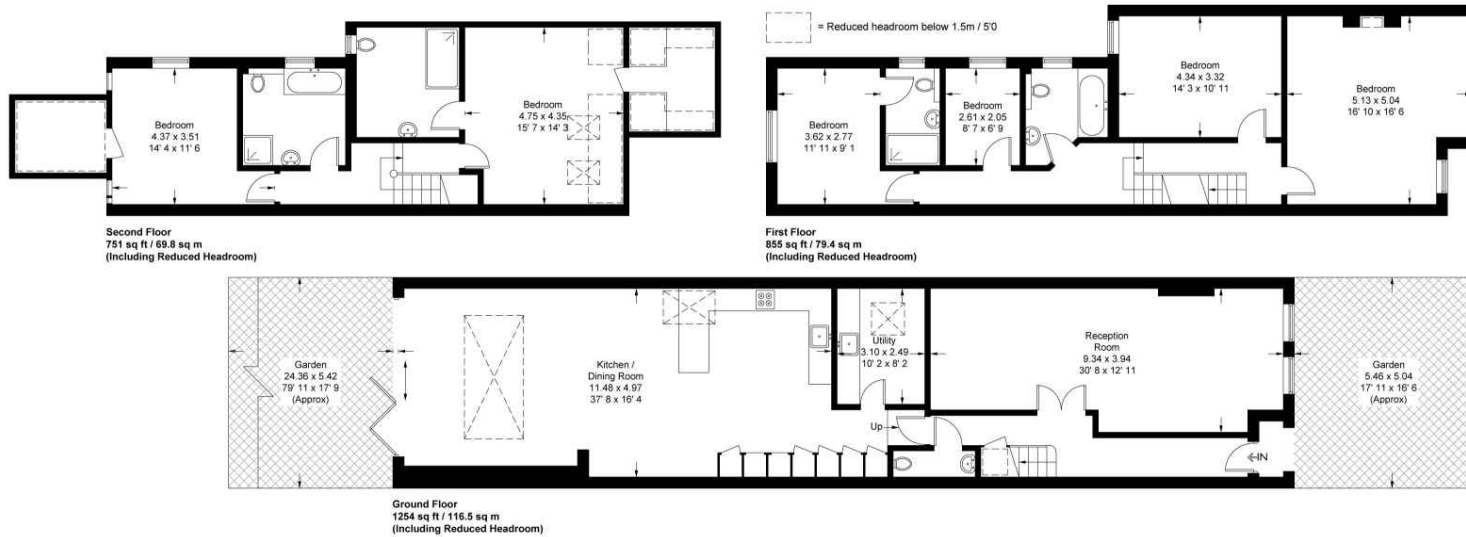 = Reduced headroom below 1.5m / 5'0
Bedroom
4.37 x 3.51
14' 4 x 11' 6
Bedroom
4.75 x 4.35
15' 7 x 14' 3
Second Floor
751 sq ft / 69.8 sq m
(Including Reduced Headroom)
Bedroom
3.62 x 2.77
11' 11 x 9' 1
Bedroom
2.61 x 2.05
8' 7 x 6' 9
Bedroom
4.34 x 3.32
14' 3 x 10' 11
Bedroom
5.13 x 5.04
16' 10 x 16' 6
First Floor
855 sq ft / 79.4 sq m
(Including Reduced Headroom)
Garden
24.36 x 5.42
79' 11 x 17' 9
(Approx)
Kitchen /
Dining Room
11.48 x 4.97
37' 8 x 16' 4
Utility
3.10 x 2.49
10' 2 x 8' 2
Up
Reception
Room
9.34 x 3.94
30' 8 x 12' 11
IN
Garden
5.46 x 5.04
17' 11 x 16' 6
(Approx)
Ground Floor
1254 sq ft / 116.5 sq m
(Including Reduced Headroom)